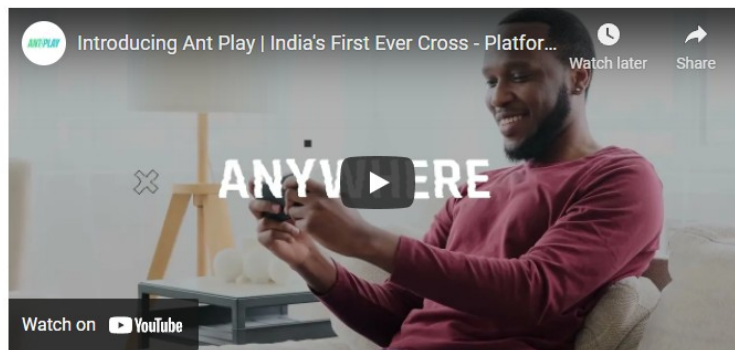 ANT PLAY
Introducing Ant Play | India's First Ever Cross - Platfor...
Watch later
Share
ANYWHERE
Watch on YouTube